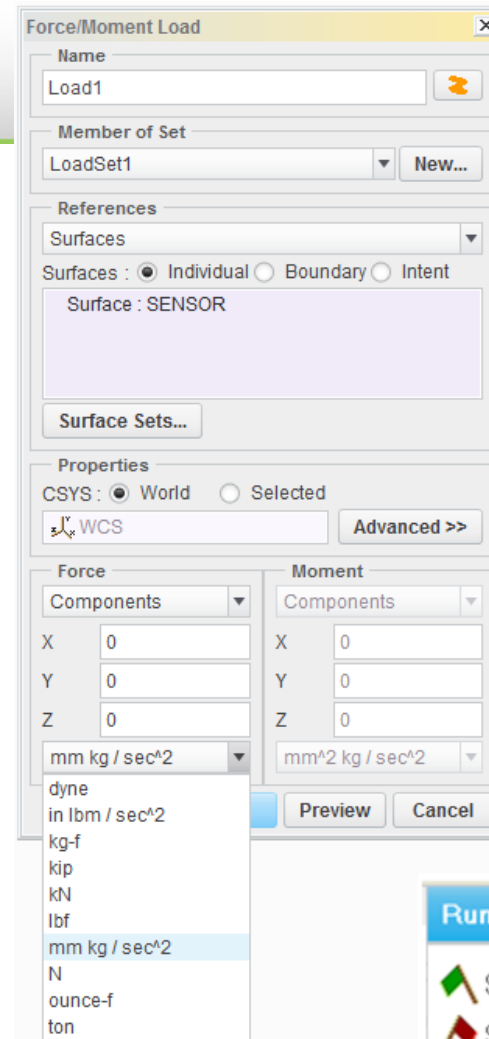 Force/Moment Load
Name
Load1
Member of Set
LoadSet1
New...
References
Surfaces
Surfaces : Individual Boundary Intent
Surface : SENSOR
Surface Sets...
Properties
CSYS : World Selected
WCS
Advanced >>
Force Moment
Components Components
X 0 X 0
Y 0 Y 0
Z 0 Z 0
mm kg / sec^2 mm^2 kg / sec^2
Preview Cancel
dyne
in lbm / sec^2
kg-f
kip
kN
lbf
mm kg / sec^2
N
ounce-f
ton